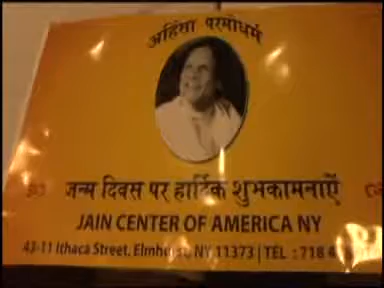 अहिंसा परमोधर्म
जन्म दिवस पर हार्दिक शुभकामनाऐं
JAIN CENTER OF AMERICA NY
43-11 Ithaca Street, Elmhurst, NY 11373 | TEL : 718